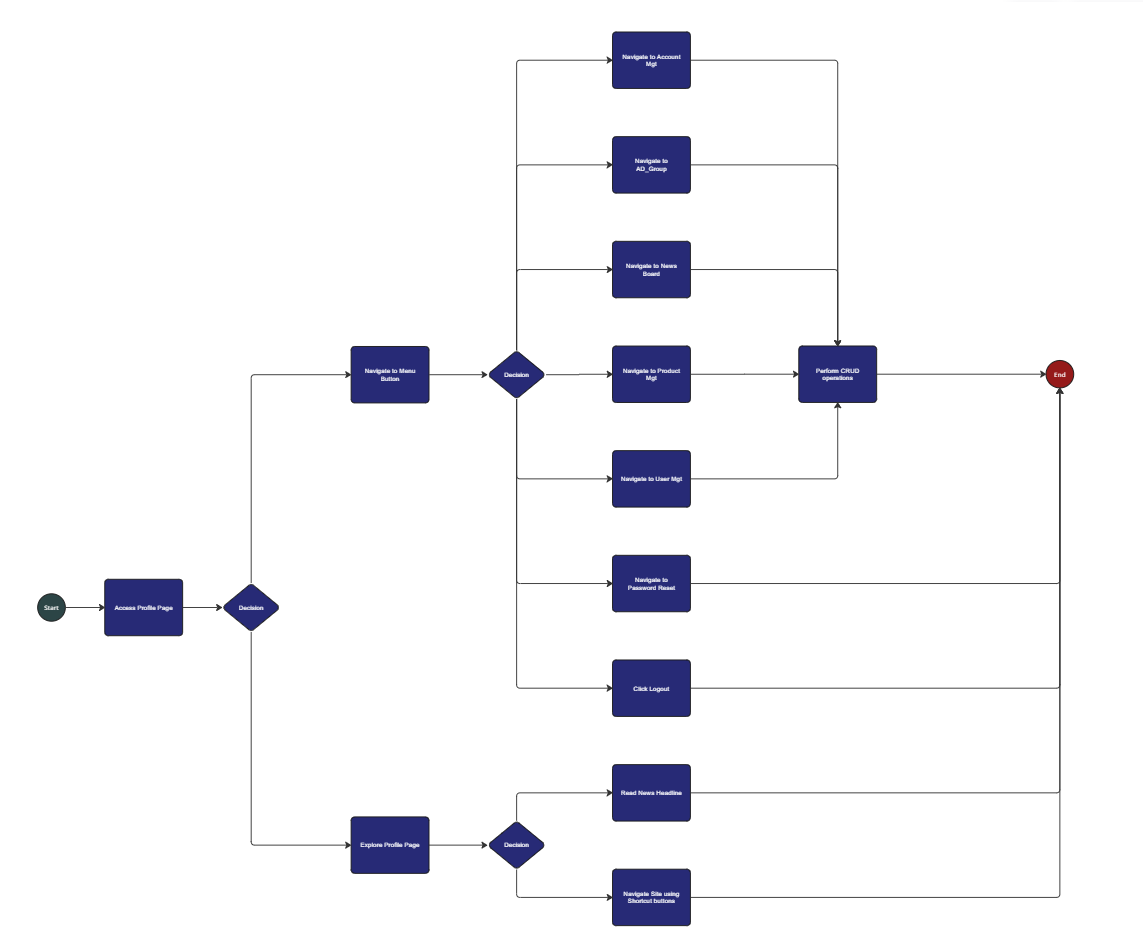 Navigate to Account
Mgt
Navigate to
AD_Group
Navigate to News
Board
Navigate to Menu
Button
Decision
Navigate to Product
Mgt
Perform CRUD
operations
End
Navigate to User Mgt
Navigate to
Password Reset
Start
Access Profile Page
Decision
Click Logout
Read News Headline
Explore Profile Page
Decision
Navigate Site using
Shortcut buttons